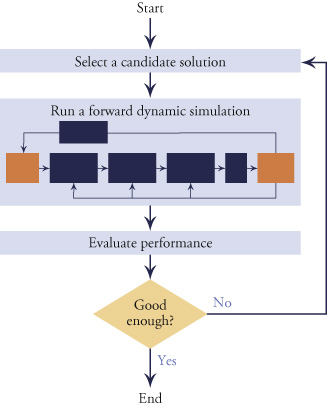 Start
Select a candidate solution
Run a forward dynamic simulation
Evaluate performance
Good
enough?
No
Yes
End